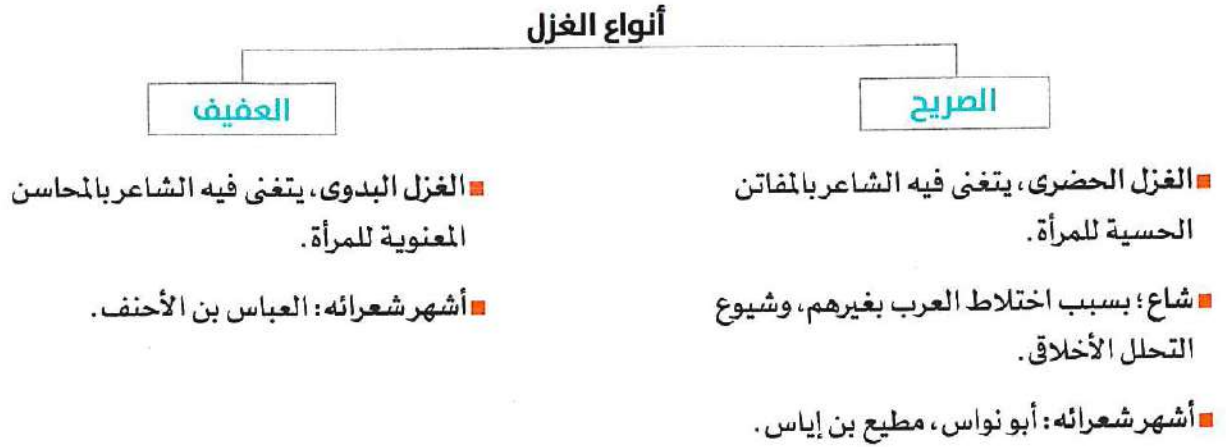 أنواع الغزل
الصريح
■ الغزل الحضرى، يتغنى فيه الشاعر بالمفاتن
الحسية للمرأة.
■ شاع؛ بسبب اختلاط العرب بغيرهم، وشيوع
التحلل الأخلاقى.
■ أشهر شعرائه: أبو نواس، مطيع بن إياس.
العفيف
■ الغزل البدوى، يتغنى فيه الشاعر بالمحاسن
المعنوية للمرأة.
■ أشهر شعرائه: العباس بن الأحنف.